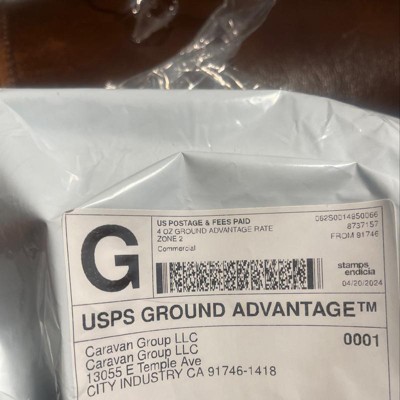 G
US POSTAGE & FEES PAID
4 OZ GROUND ADVANTAGE RATE
ZONE 2
Commercial
062S0014950066
8737157
FROM 91746
stamps
endicia
04/20/2024
USPS GROUND ADVANTAGE™
Caravan Group LLC
Caravan Group LLC
13055 E Temple Ave
CITY INDUSTRY CA 91746-1418
0001